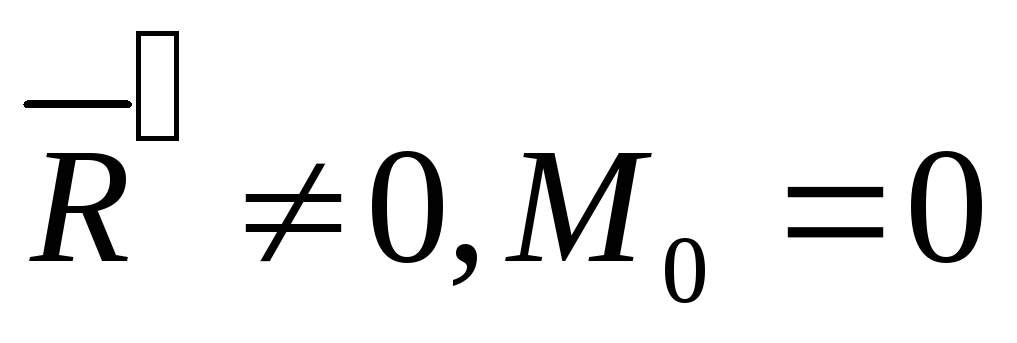 R̅ ≠ 0, M₀ = 0